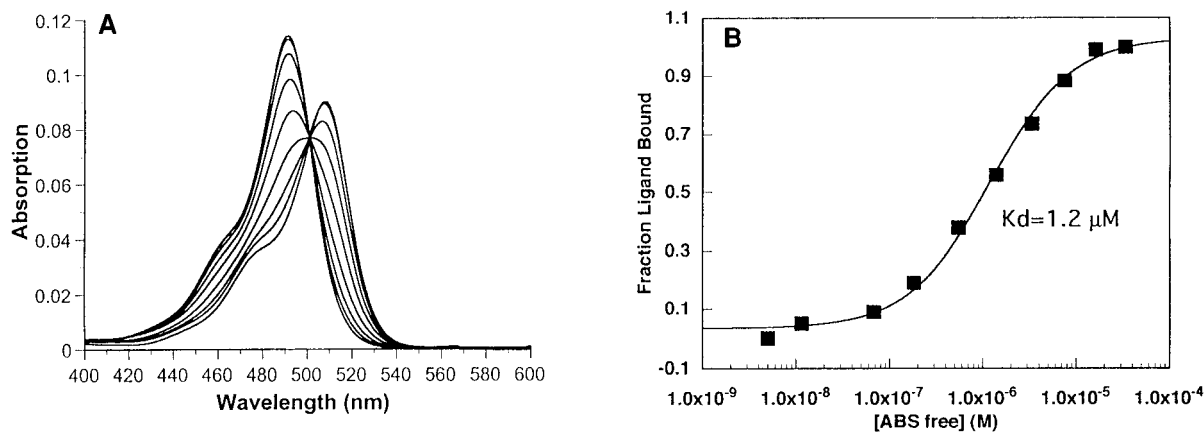 A
0.12
0.1
0.08
0.06
0.04
0.02
0
Absorption
400 420 440 460 480 500 520 540 560 580 600
Wavelength (nm)
B
1.1
0.9
0.7
0.5
0.3
0.1
-0.1
Fraction Ligand Bound
Kd=1.2 μM
1.0x10⁻⁹ 1.0x10⁻⁸ 1.0x10⁻⁷ 1.0x10⁻⁶ 1.0x10⁻⁵ 1.0x10⁻⁴
[ABS free] (M)